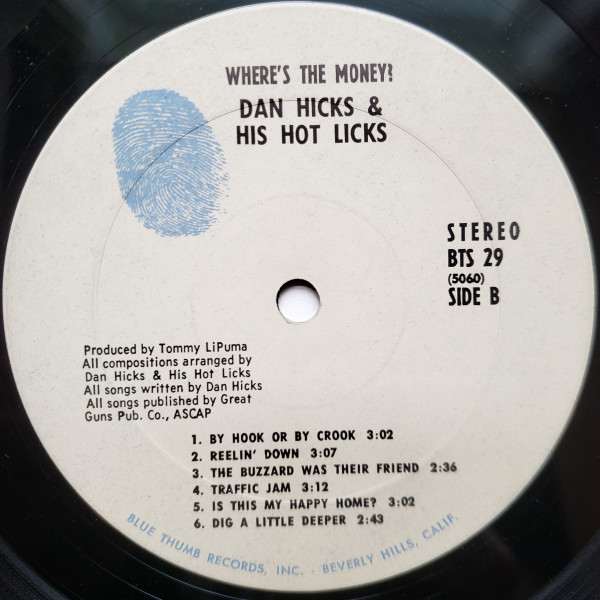 WHERE'S THE MONEY?
DAN HICKS &
HIS HOT LICKS
STEREO
BTS 29
(5060)
SIDE B
Produced by Tommy LiPuma
All compositions arranged by
Dan Hicks & His Hot Licks
All songs written by Dan Hicks
All songs published by Great
Guns Pub. Co., ASCAP
1. BY HOOK OR BY CROOK 3:02
2. REELIN' DOWN 3:07
3. THE BUZZARD WAS THEIR FRIEND 2:36
4. TRAFFIC JAM 3:12
5. IS THIS MY HAPPY HOME? 3:02
6. DIG A LITTLE DEEPER 2:43
BLUE THUMB RECORDS, INC. · BEVERLY HILLS, CALIF.